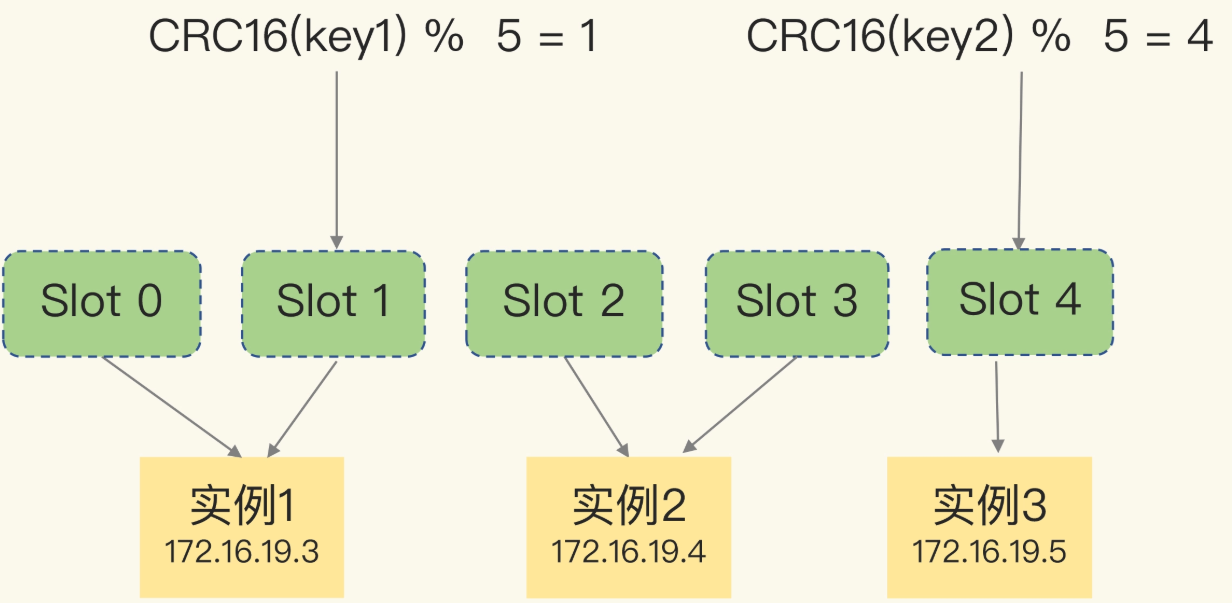 CRC16(key1) %  5 = 1
CRC16(key2) %  5 = 4
Slot 0
Slot 1
Slot 2
Slot 3
Slot 4
实例1
172.16.19.3
实例2
172.16.19.4
实例3
172.16.19.5